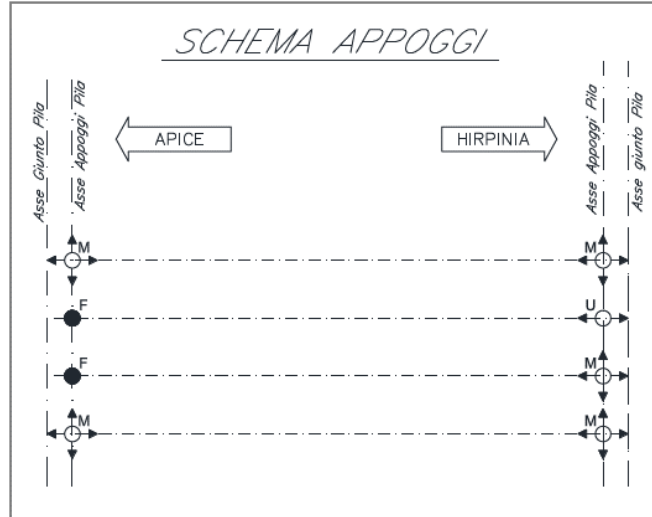 SCHEMA APPOGGI
Asse Giunto Pila
Asse Appoggi Pila
APICE
HIRPINIA
Asse Appoggi Pila
Asse giunto Pila
M
M
F
U
F
M
M
M